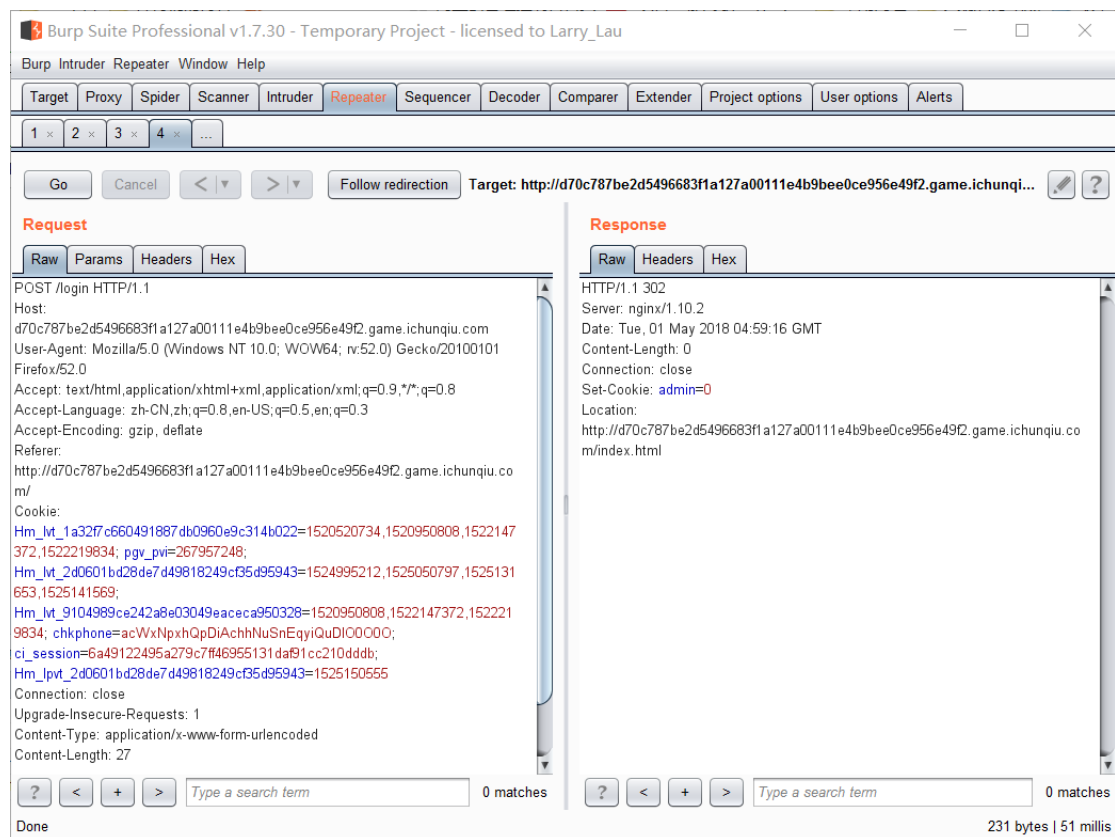 Burp Suite Professional v1.7.30 - Temporary Project - licensed to Larry_Lau
Burp Intruder Repeater Window Help
Target Proxy Spider Scanner Intruder Repeater Sequencer Decoder Comparer Extender Project options User options Alerts
1 × 2 × 3 × 4 × ...
Go Cancel < ▼ > ▼ Follow redirection Target: http://d70c787be2d5496683f1a127a00111e4b9bee0ce956e49f2.game.ichunqi... ?
Request
Raw Params Headers Hex
POST /login HTTP/1.1
Host:
d70c787be2d5496683f1a127a00111e4b9bee0ce956e49f2.game.ichunqiu.com
User-Agent: Mozilla/5.0 (Windows NT 10.0; WOW64; rv:52.0) Gecko/20100101
Firefox/52.0
Accept: text/html,application/xhtml+xml,application/xml;q=0.9,*/*;q=0.8
Accept-Language: zh-CN,zh;q=0.8,en-US;q=0.5,en;q=0.3
Accept-Encoding: gzip, deflate
Referer:
http://d70c787be2d5496683f1a127a00111e4b9bee0ce956e49f2.game.ichunqiu.co
m/
Cookie:
Hm_lvt_1a32f7c660491887db0960e9c314b022=1520520734,1520950808,1522147
372,1522219834; pgv_pvi=267957248;
Hm_lvt_2d0601bd28de7d49818249cf35d95943=1524995212,1525050797,1525131
653,1525141569;
Hm_lvt_9104989ce242a8e03049eaceca950328=1520950808,1522147372,152221
9834; chkphone=acWxNpxhQpDiAchhNuSnEqyiQuDIO0O0O;
ci_session=6a49122495a279c7ff46955131daf91cc210dddb;
Hm_lpvt_2d0601bd28de7d49818249cf35d95943=1525150555
Connection: close
Upgrade-Insecure-Requests: 1
Content-Type: application/x-www-form-urlencoded
Content-Length: 27
? < + > Type a search term 0 matches
Response
Raw Headers Hex
HTTP/1.1 302
Server: nginx/1.10.2
Date: Tue, 01 May 2018 04:59:16 GMT
Content-Length: 0
Connection: close
Set-Cookie: admin=0
Location:
http://d70c787be2d5496683f1a127a00111e4b9bee0ce956e49f2.game.ichunqiu.co
m/index.html
? < + > Type a search term 0 matches
Done
231 bytes | 51 millis